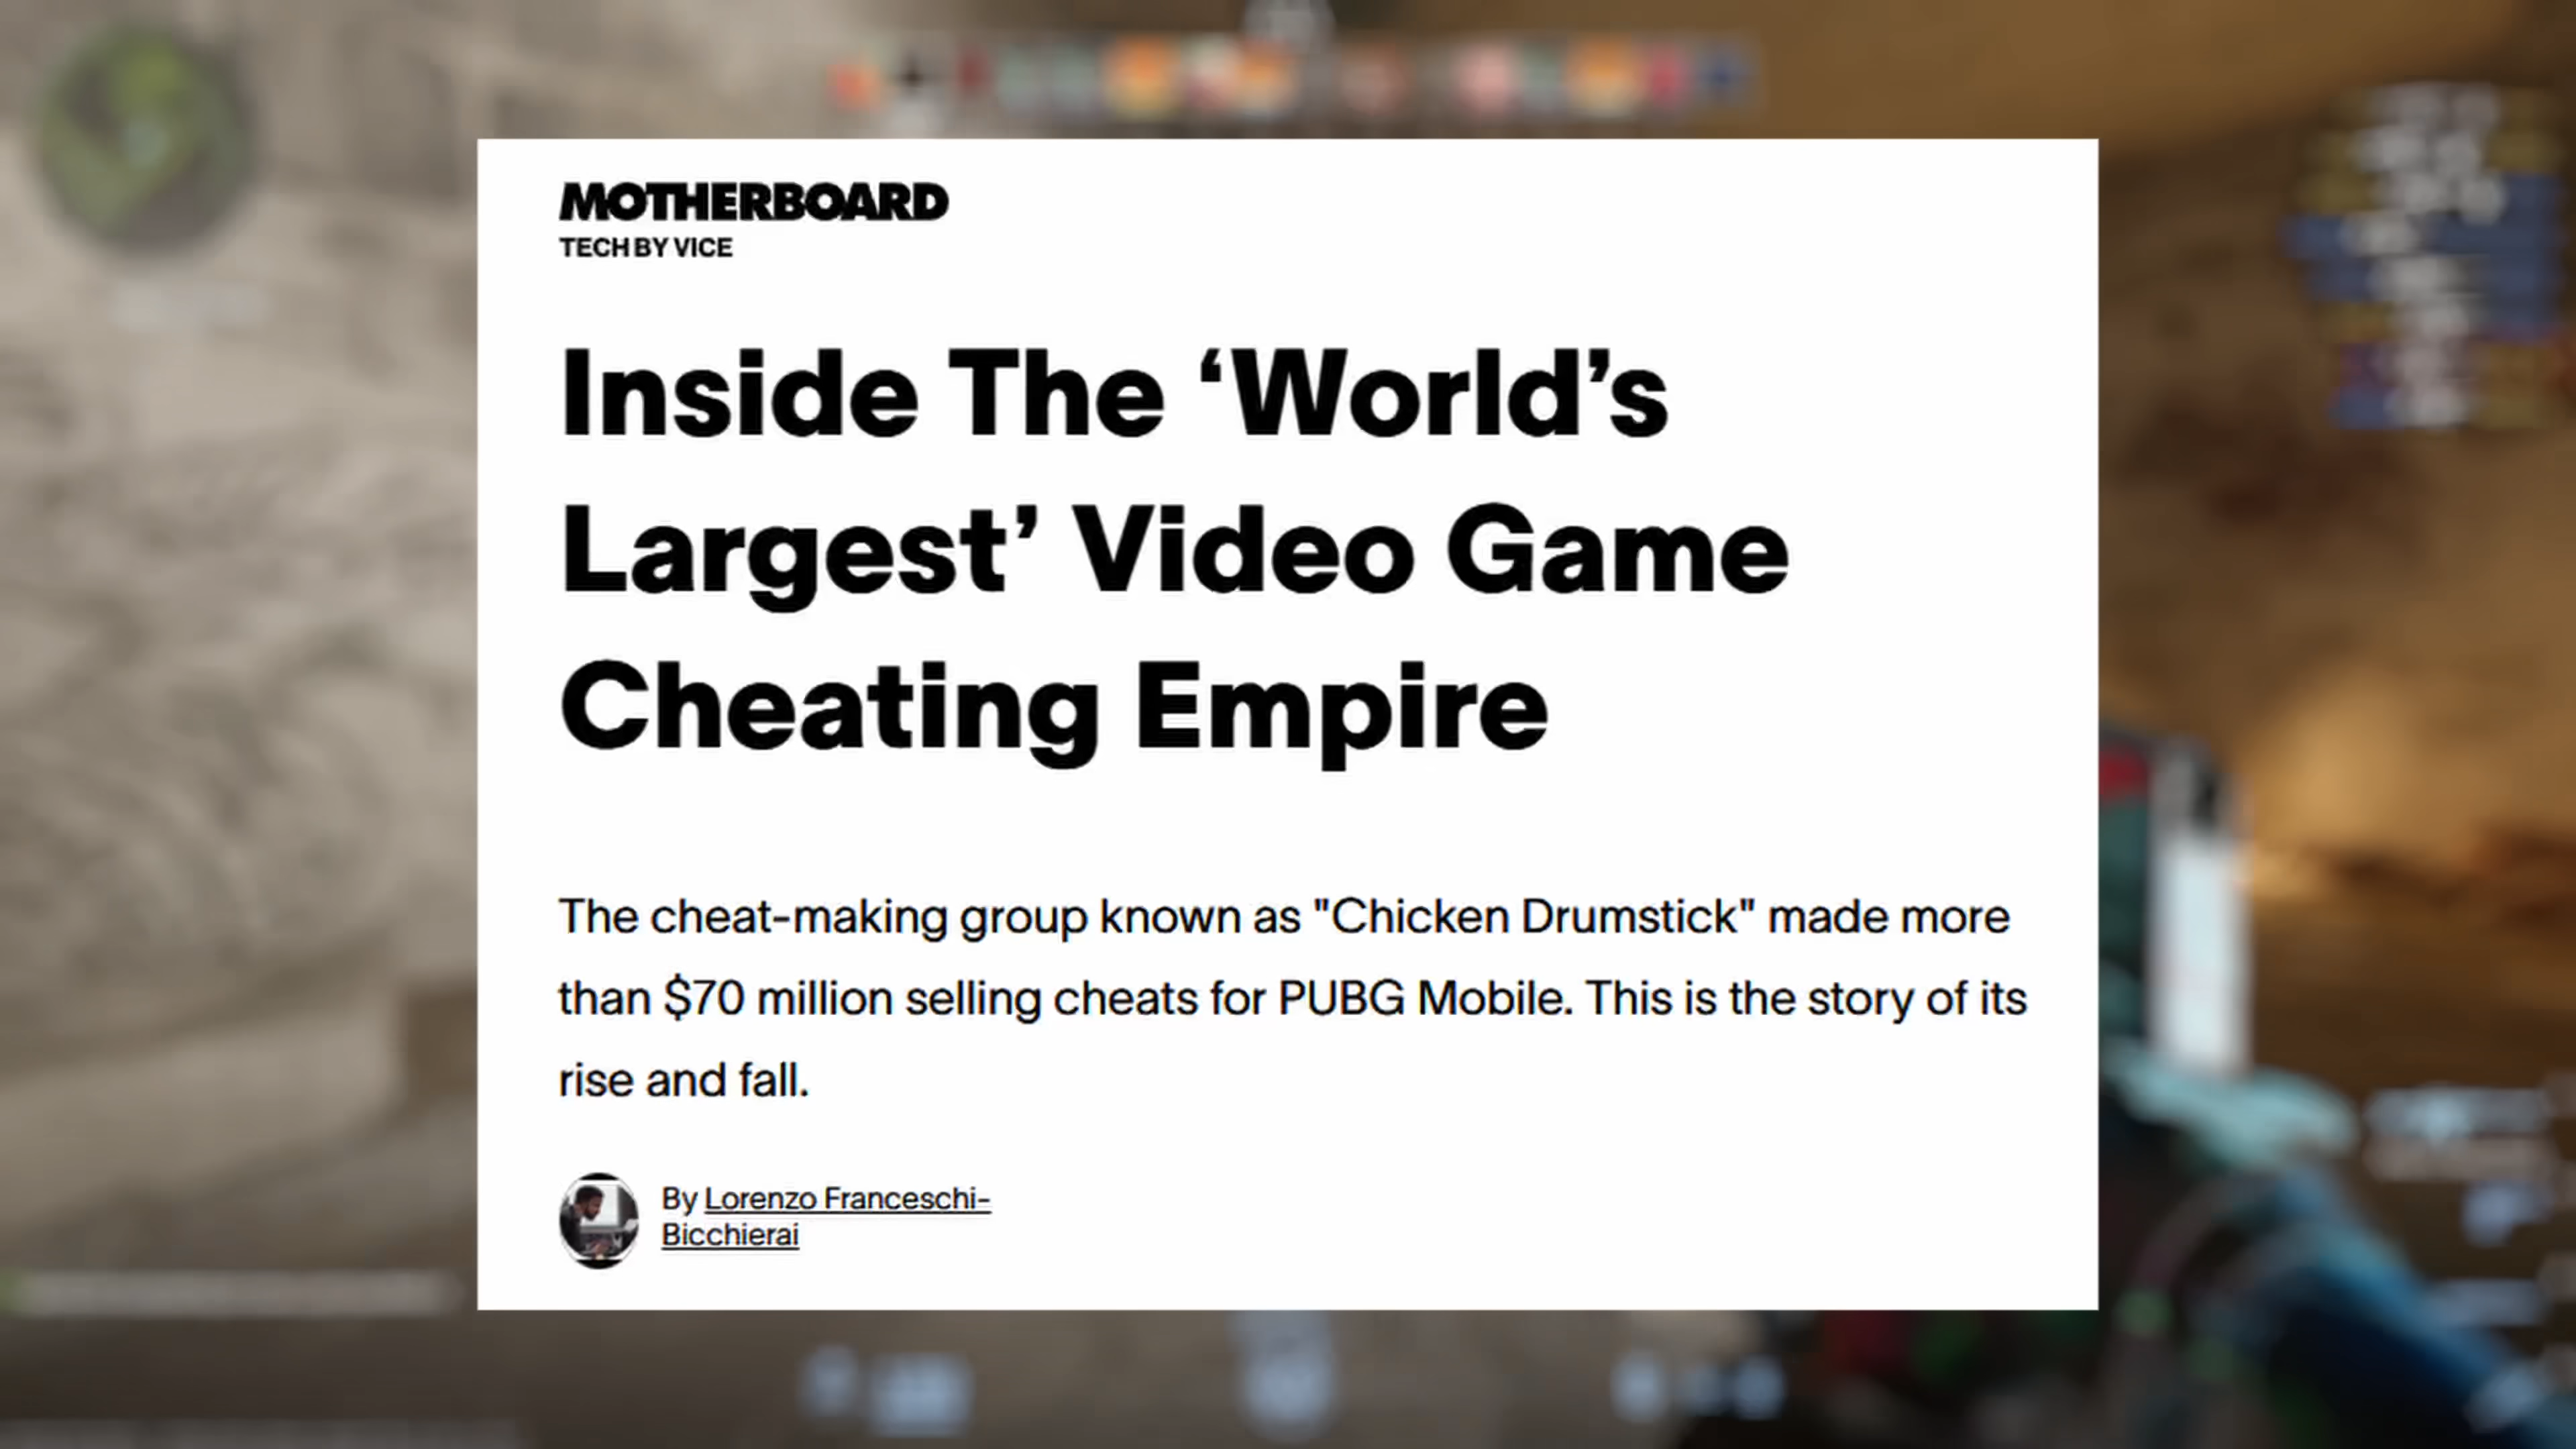 MOTHERBOARD
TECH BY VICE
Inside The ‘World’s
Largest’ Video Game
Cheating Empire
The cheat-making group known as "Chicken Drumstick" made more
than $70 million selling cheats for PUBG Mobile. This is the story of its
rise and fall.
By Lorenzo Franceschi-
Bicchierai